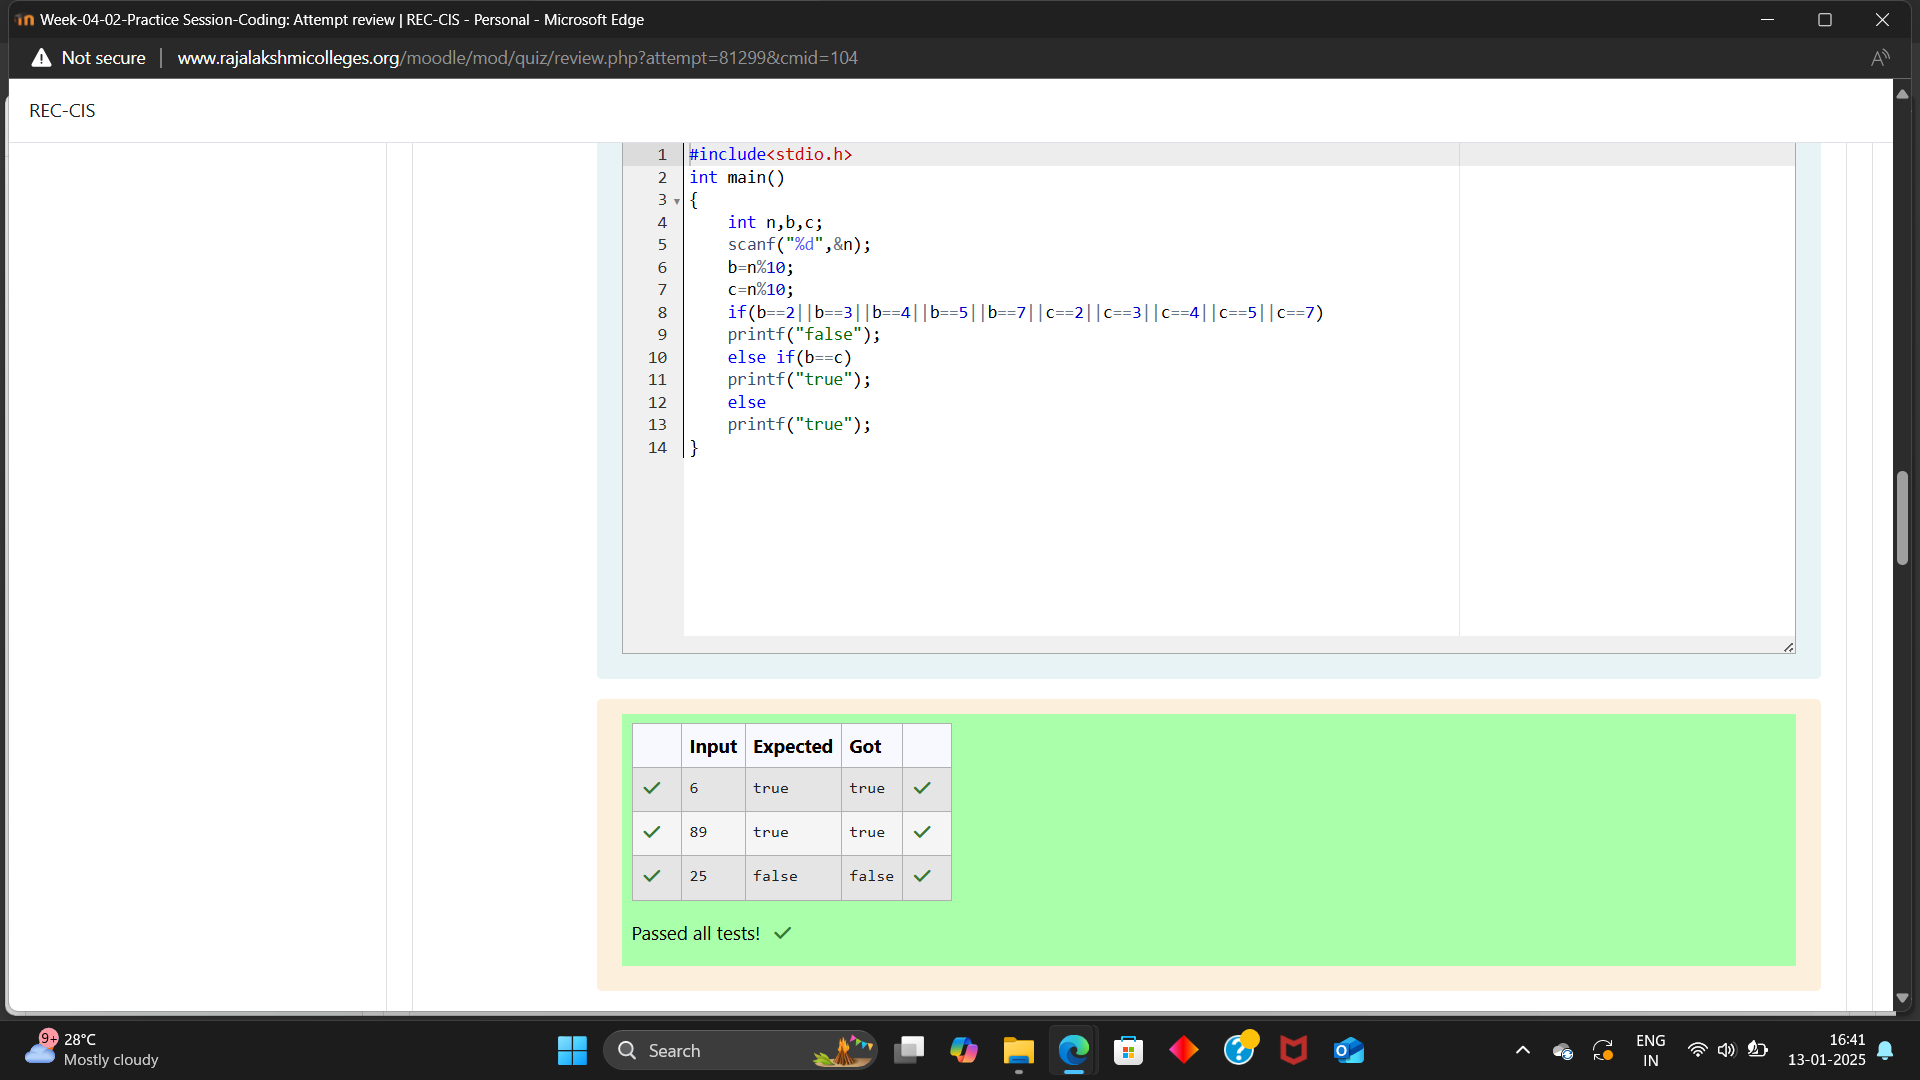 Week-04-02-Practice Session-Coding: Attempt review | REC-CIS - Personal - Microsoft Edge
Not secure | www.rajalakshmicolleges.org/moodle/mod/quiz/review.php?attempt=81299&cmid=104
REC-CIS
1 #include<stdio.h>
2 int main()
3 {
4 int n,b,c;
5 scanf("%d",&n);
6 b=n%10;
7 c=n%10;
8 if(b==2||b==3||b==4||b==5||b==7||c==2||c==3||c==4||c==5||c==7)
9 printf("false");
10 else if(b==c)
11 printf("true");
12 else
13 printf("true");
14 }
Input Expected Got
6 true true
89 true true
25 false false
Passed all tests!
9+ 28°C
Mostly cloudy
Search
ENG
IN
16:41
13-01-2025